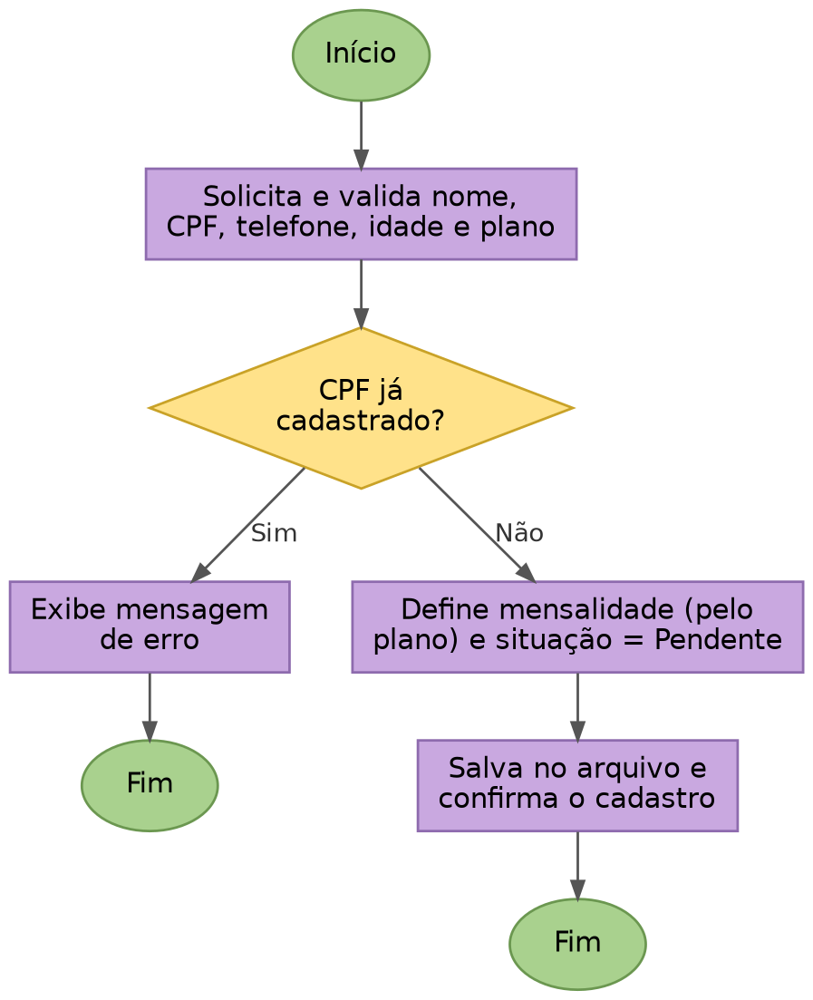 Início
Solicita e valida nome,
CPF, telefone, idade e plano
CPF já
cadastrado?
Sim
Não
Exibe mensagem
de erro
Define mensalidade (pelo
plano) e situação = Pendente
Fim
Salva no arquivo e
confirma o cadastro
Fim